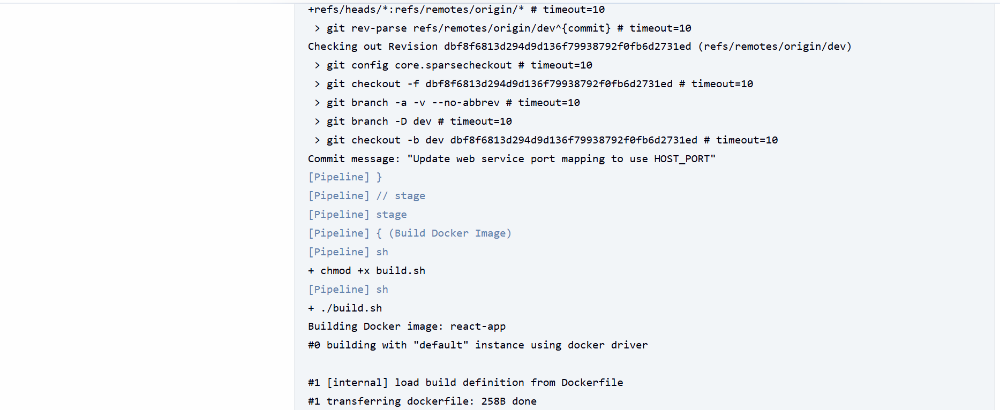 +refs/heads/*:refs/remotes/origin/* # timeout=10
 > git rev-parse refs/remotes/origin/dev^{commit} # timeout=10
Checking out Revision dbf8f6813d294d9d136f79938792f0fb6d2731ed (refs/remotes/origin/dev)
 > git config core.sparsecheckout # timeout=10
 > git checkout -f dbf8f6813d294d9d136f79938792f0fb6d2731ed # timeout=10
 > git branch -a -v --no-abbrev # timeout=10
 > git branch -D dev # timeout=10
 > git checkout -b dev dbf8f6813d294d9d136f79938792f0fb6d2731ed # timeout=10
Commit message: "Update web service port mapping to use HOST_PORT"
[Pipeline] }
[Pipeline] // stage
[Pipeline] stage
[Pipeline] { (Build Docker Image)
[Pipeline] sh
+ chmod +x build.sh
[Pipeline] sh
+ ./build.sh
Building Docker image: react-app
#0 building with "default" instance using docker driver

#1 [internal] load build definition from Dockerfile
#1 transferring dockerfile: 258B done